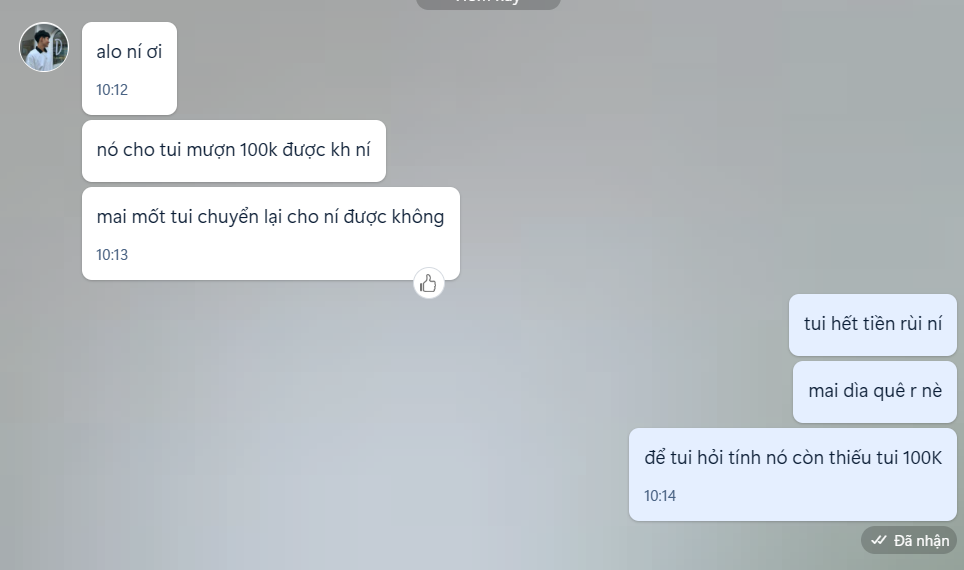 alo ní ơi
10:12
nó cho tui mượn 100k được kh ní
mai mốt tui chuyển lại cho ní được không
10:13
tui hết tiền rùi ní
mai dìa quê r nè
để tui hỏi tính nó còn thiếu tui 100K
10:14
Đã nhận